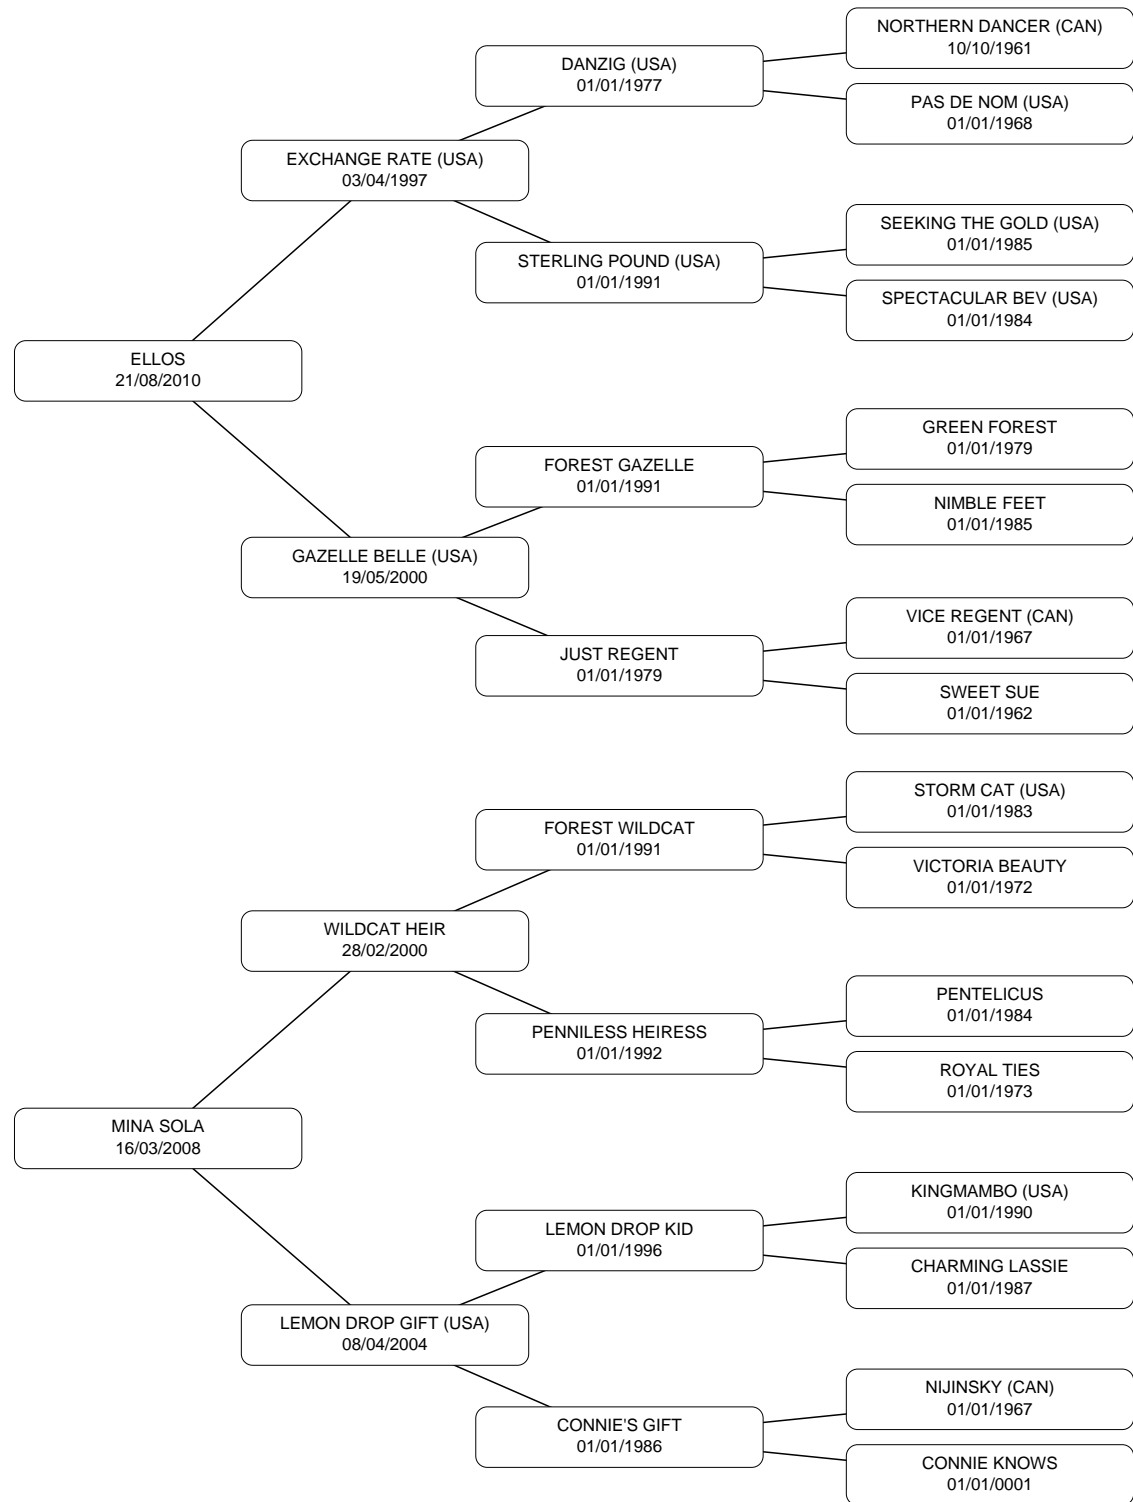 NORTHERN DANCER (CAN)
10/10/1961
DANZIG (USA)
01/01/1977
PAS DE NOM (USA)
01/01/1968
EXCHANGE RATE (USA)
03/04/1997
SEEKING THE GOLD (USA)
01/01/1985
STERLING POUND (USA)
01/01/1991
SPECTACULAR BEV (USA)
01/01/1984
ELLOS
21/08/2010
GREEN FOREST
01/01/1979
FOREST GAZELLE
01/01/1991
NIMBLE FEET
01/01/1985
GAZELLE BELLE (USA)
19/05/2000
VICE REGENT (CAN)
01/01/1967
JUST REGENT
01/01/1979
SWEET SUE
01/01/1962
STORM CAT (USA)
01/01/1983
FOREST WILDCAT
01/01/1991
VICTORIA BEAUTY
01/01/1972
WILDCAT HEIR
28/02/2000
PENTELICUS
01/01/1984
PENNILESS HEIRESS
01/01/1992
ROYAL TIES
01/01/1973
MINA SOLA
16/03/2008
KINGMAMBO (USA)
01/01/1990
LEMON DROP KID
01/01/1996
CHARMING LASSIE
01/01/1987
LEMON DROP GIFT (USA)
08/04/2004
NIJINSKY (CAN)
01/01/1967
CONNIE'S GIFT
01/01/1986
CONNIE KNOWS
01/01/0001